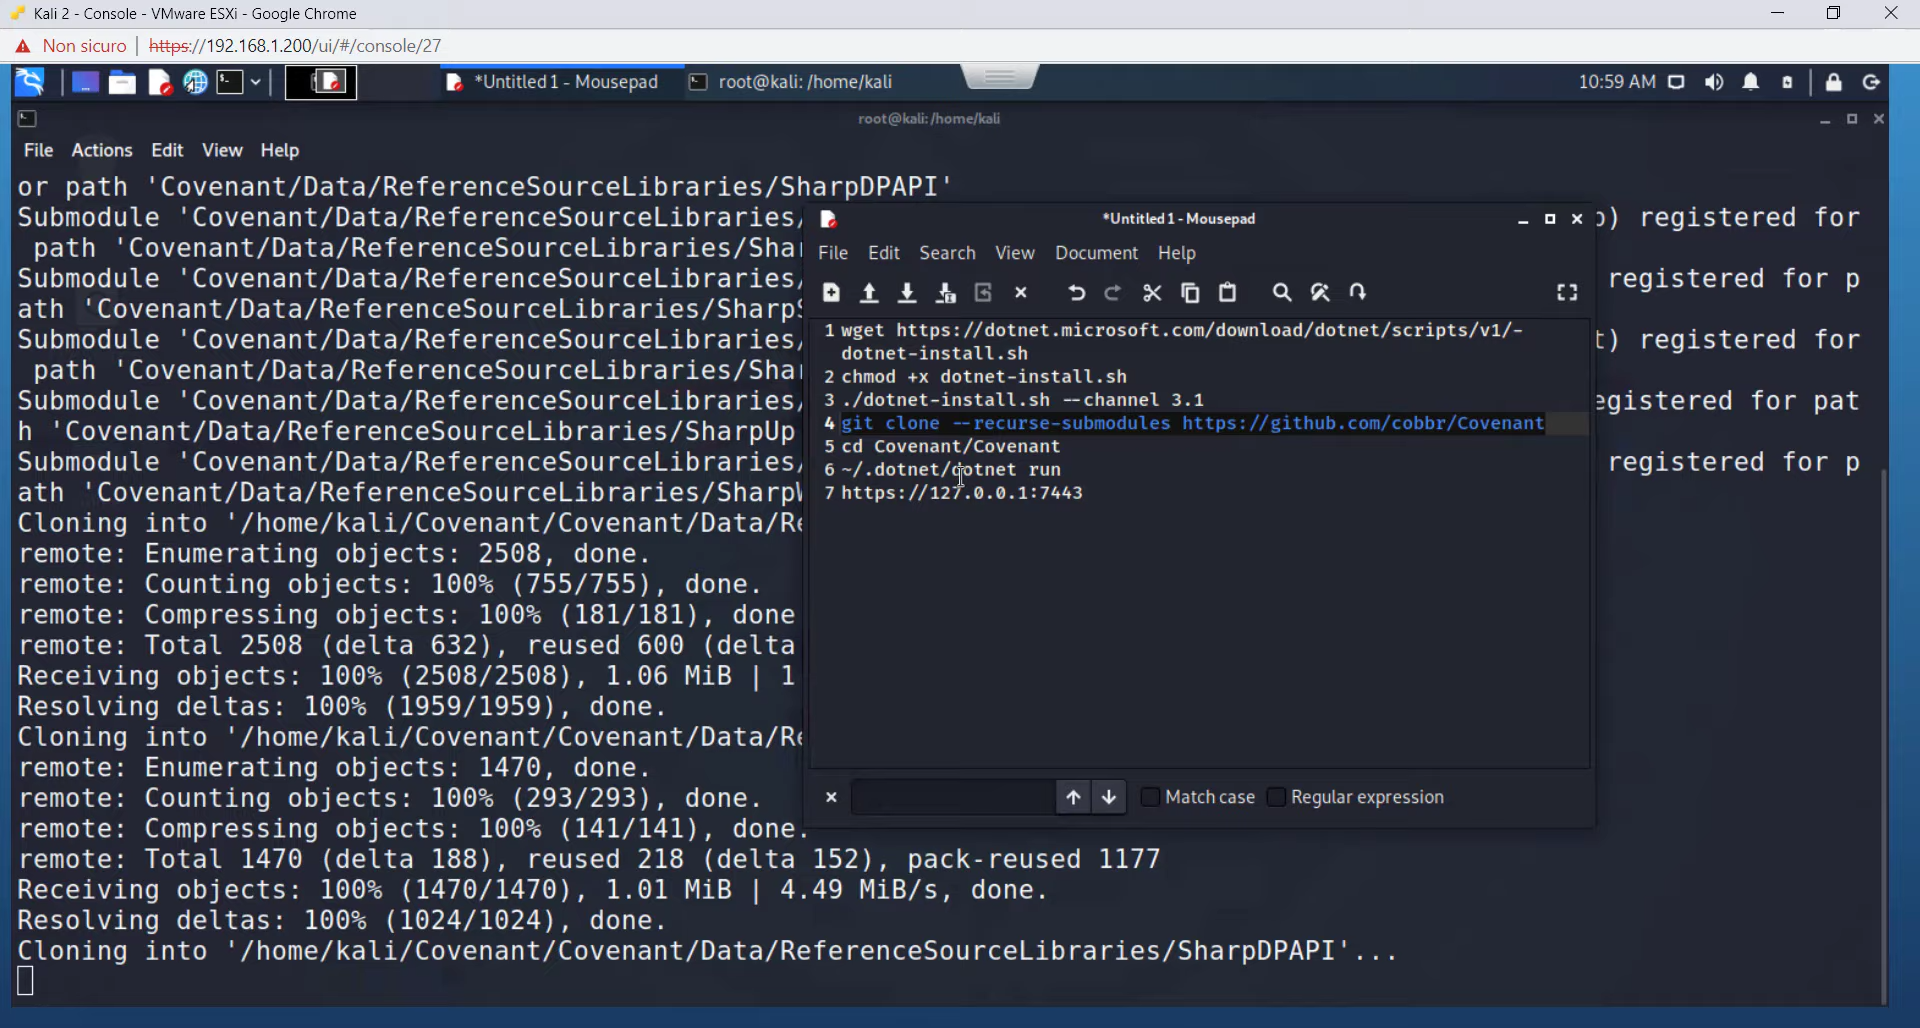 Kali 2 - Console - VMware ESXi - Google Chrome
Non sicuro https://192.168.1.200/ui/#/console/27
*Untitled 1 - Mousepad
root@kali: /home/kali
10:59 AM
root@kali: /home/kali
File Actions Edit View Help
or path 'Covenant/Data/ReferenceSourceLibraries/SharpDPAPI'
Submodule 'Covenant/Data/ReferenceSourceLibraries/
) registered for
path 'Covenant/Data/ReferenceSourceLibraries/Shar
Submodule 'Covenant/Data/ReferenceSourceLibraries/
registered for p
ath 'Covenant/Data/ReferenceSourceLibraries/Sharp
Submodule 'Covenant/Data/ReferenceSourceLibraries/
t) registered for
path 'Covenant/Data/ReferenceSourceLibraries/Shar
Submodule 'Covenant/Data/ReferenceSourceLibraries/
egistered for pat
h 'Covenant/Data/ReferenceSourceLibraries/SharpUp
Submodule 'Covenant/Data/ReferenceSourceLibraries/
registered for p
ath 'Covenant/Data/ReferenceSourceLibraries/Sharp
Cloning into '/home/kali/Covenant/Covenant/Data/Re
remote: Enumerating objects: 2508, done.
remote: Counting objects: 100% (755/755), done.
remote: Compressing objects: 100% (181/181), done
remote: Total 2508 (delta 632), reused 600 (delta
Receiving objects: 100% (2508/2508), 1.06 MiB | 1
Resolving deltas: 100% (1959/1959), done.
Cloning into '/home/kali/Covenant/Covenant/Data/Re
remote: Enumerating objects: 1470, done.
remote: Counting objects: 100% (293/293), done.
remote: Compressing objects: 100% (141/141), done.
remote: Total 1470 (delta 188), reused 218 (delta 152), pack-reused 1177
Receiving objects: 100% (1470/1470), 1.01 MiB | 4.49 MiB/s, done.
Resolving deltas: 100% (1024/1024), done.
Cloning into '/home/kali/Covenant/Covenant/Data/ReferenceSourceLibraries/SharpDPAPI'...
*Untitled 1 - Mousepad
File Edit Search View Document Help
1 wget https://dotnet.microsoft.com/download/dotnet/scripts/v1/-
dotnet-install.sh
2 chmod +x dotnet-install.sh
3 ./dotnet-install.sh --channel 3.1
4 git clone --recurse-submodules https://github.com/cobbr/Covenant
5 cd Covenant/Covenant
6 ~/.dotnet/dotnet run
7 https://127.0.0.1:7443
Match case
Regular expression